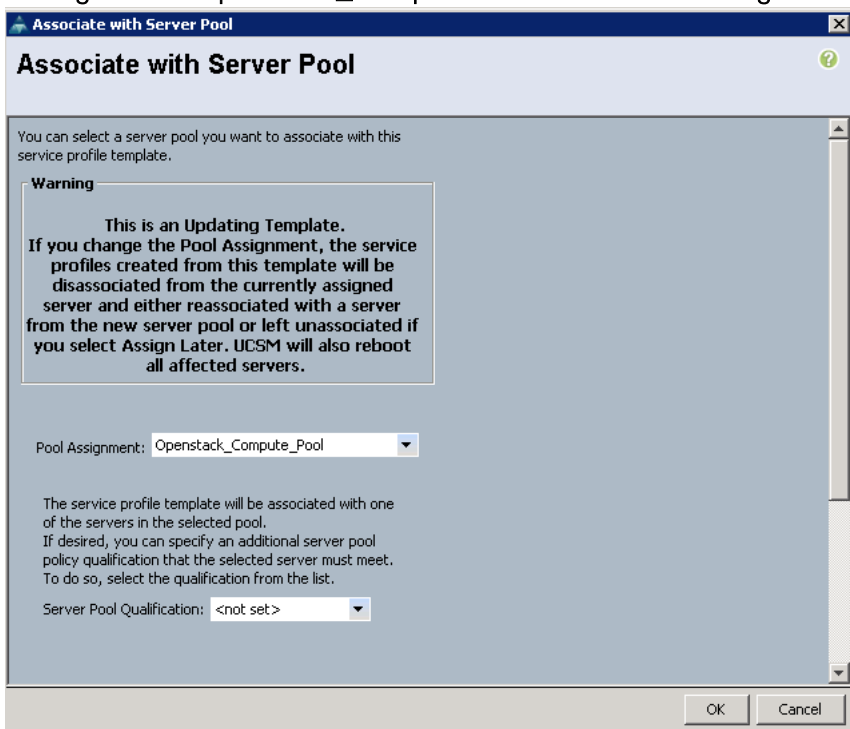 Associate with Server Pool
Associate with Server Pool
You can select a server pool you want to associate with this
service profile template.
Warning
This is an Updating Template.
If you change the Pool Assignment, the service
profiles created from this template will be
disassociated from the currently assigned
server and either reassociated with a server
from the new server pool or left unassociated if
you select Assign Later. UCSM will also reboot
all affected servers.
Pool Assignment: Openstack_Compute_Pool
The service profile template will be associated with one
of the servers in the selected pool.
If desired, you can specify an additional server pool
policy qualification that the selected server must meet.
To do so, select the qualification from the list.
Server Pool Qualification: <not set>
OK Cancel